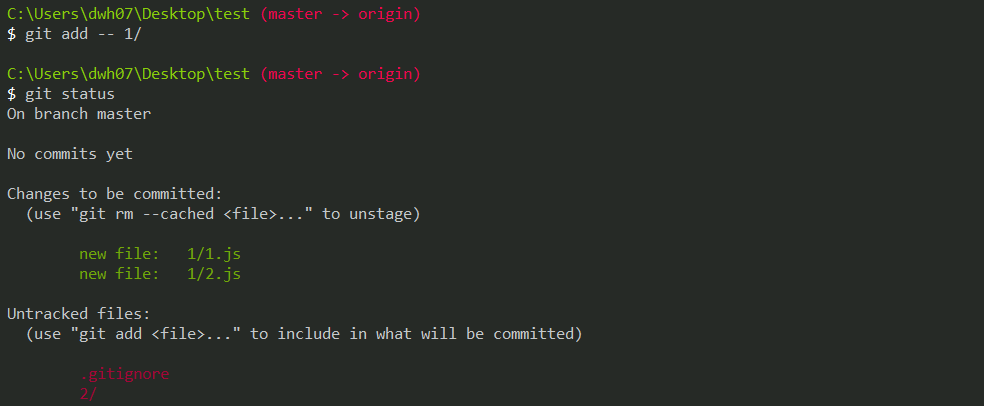 C:\Users\dwh07\Desktop\test (master -> origin)
$ git add -- 1/
C:\Users\dwh07\Desktop\test (master -> origin)
$ git status
On branch master
No commits yet
Changes to be committed:
(use "git rm --cached <file>..." to unstage)
new file: 1/1.js
new file: 1/2.js
Untracked files:
(use "git add <file>..." to include in what will be committed)
.gitignore
2/